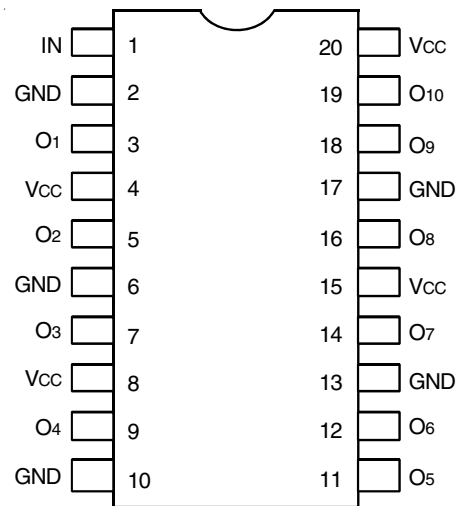 IN 1 20 VCC
GND 2 19 O10
O1 3 18 O9
VCC 4 17 GND
O2 5 16 O8
GND 6 15 VCC
O3 7 14 O7
VCC 8 13 GND
O4 9 12 O6
GND 10 11 O5